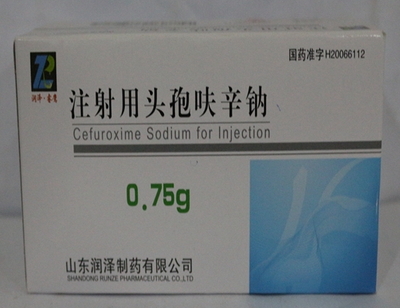 国药准字H20066112
注射用头孢呋辛钠
Cefuroxime Sodium for Injection
0.75g
山东润泽制药有限公司
SHANDONG RUNZE PHARMACEUTICAL CO.,LTD